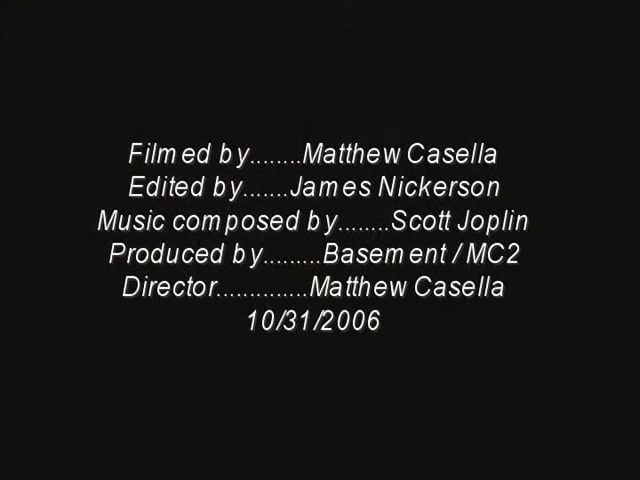 Filmed by........Matthew Casella
Edited by.......James Nickerson
Music composed by........Scott Joplin
Produced by.........Basement / MC2
Director..............Matthew Casella
10/31/2006